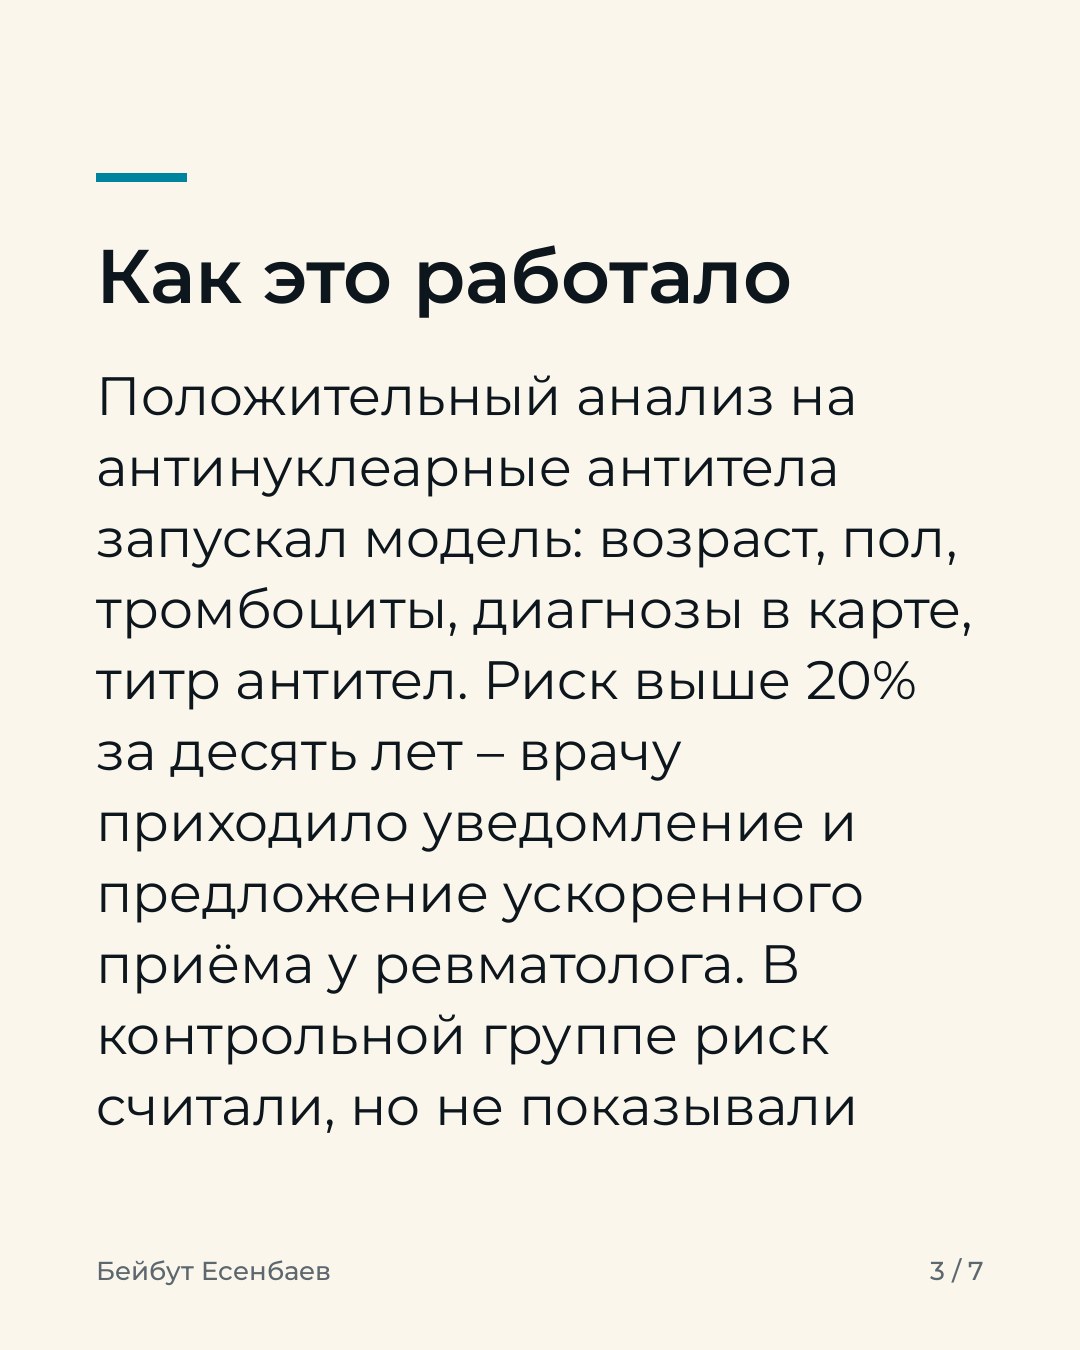 Как это работало
Положительный анализ на
антинуклеарные антитела
запускал модель: возраст, пол,
тромбоциты, диагнозы в карте,
титр антител. Риск выше 20%
за десять лет – врачу
приходило уведомление и
предложение ускоренного
приёма у ревматолога. В
контрольной группе риск
считали, но не показывали
Бейбут Есенбаев
3 / 7